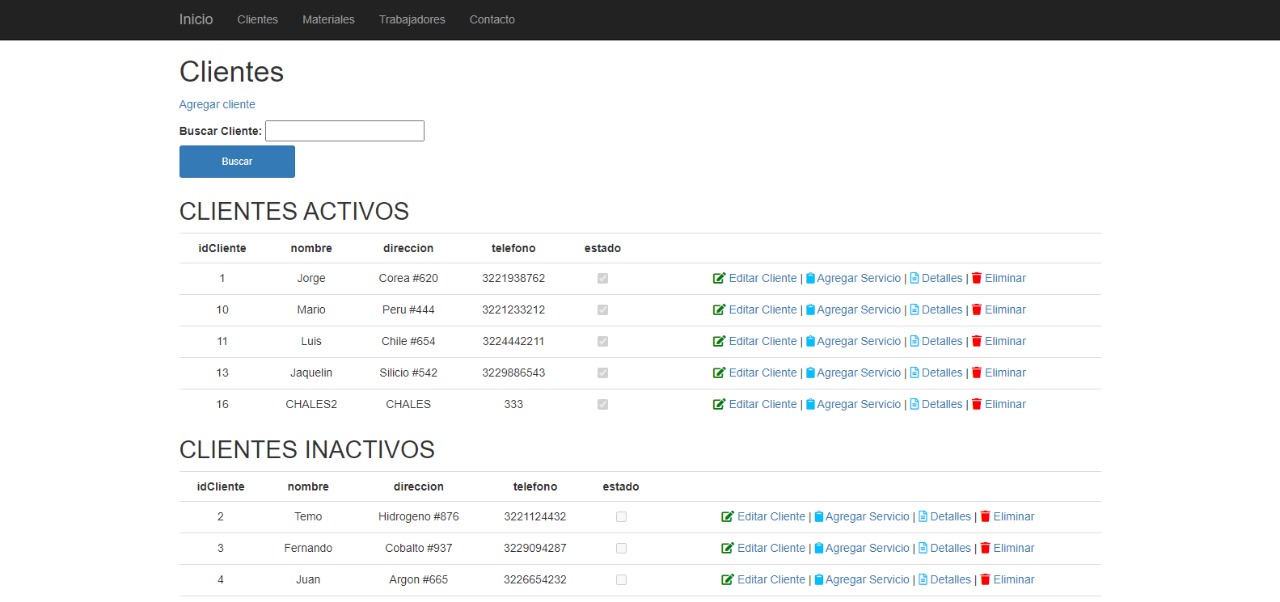 Inicio Clientes Materiales Trabajadores Contacto
Clientes
Agregar cliente
Buscar Cliente:
Buscar
CLIENTES ACTIVOS
idCliente nombre direccion telefono estado
1 Jorge Corea #620 3221938762 Editar Cliente | Agregar Servicio | Detalles | Eliminar
10 Mario Peru #444 3221233212 Editar Cliente | Agregar Servicio | Detalles | Eliminar
11 Luis Chile #654 3224442211 Editar Cliente | Agregar Servicio | Detalles | Eliminar
13 Jaquelin Silicio #542 3229886543 Editar Cliente | Agregar Servicio | Detalles | Eliminar
16 CHALES2 CHALES 333 Editar Cliente | Agregar Servicio | Detalles | Eliminar
CLIENTES INACTIVOS
idCliente nombre direccion telefono estado
2 Temo Hidrogeno #876 3221124432 Editar Cliente | Agregar Servicio | Detalles | Eliminar
3 Fernando Cobalto #937 3229094287 Editar Cliente | Agregar Servicio | Detalles | Eliminar
4 Juan Argon #665 3226654232 Editar Cliente | Agregar Servicio | Detalles | Eliminar